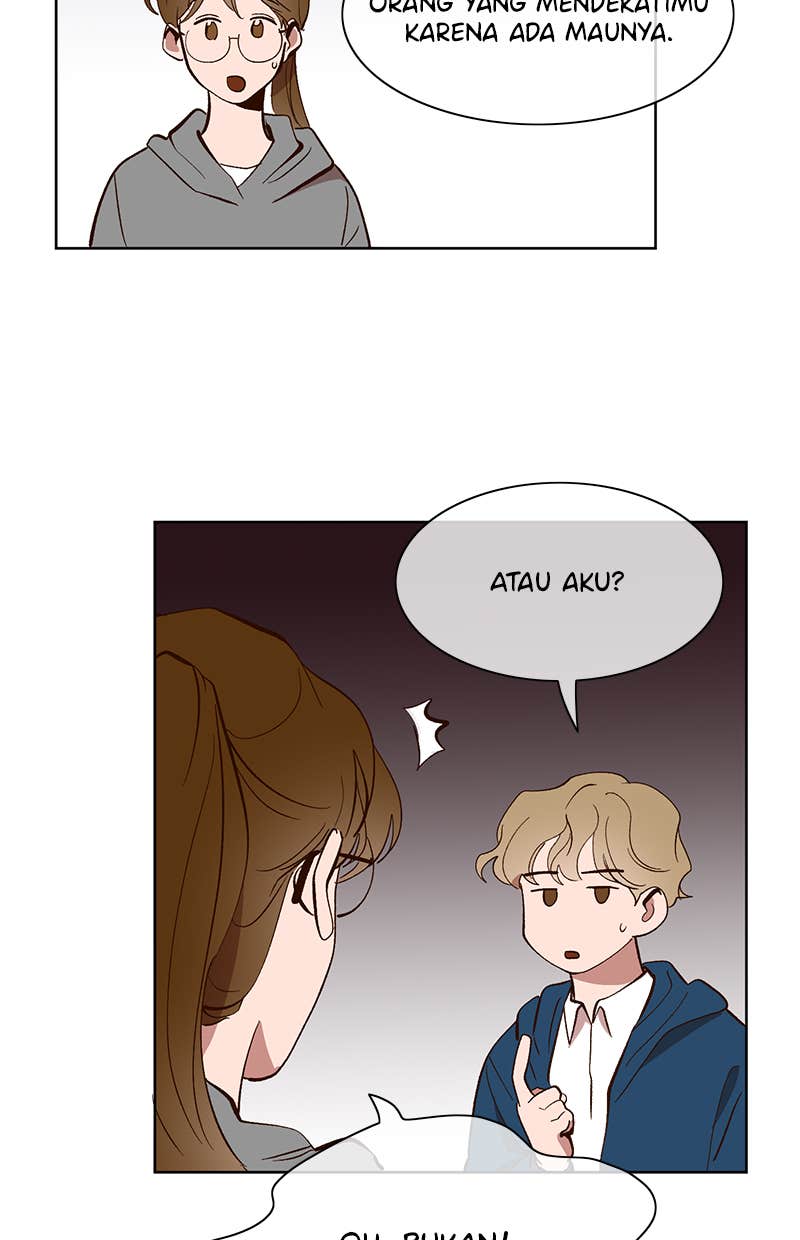 ORANG YANG MENDEKATIMU
KARENA ADA MAUNYA.
ATAU AKU?
OH, BUKAN!